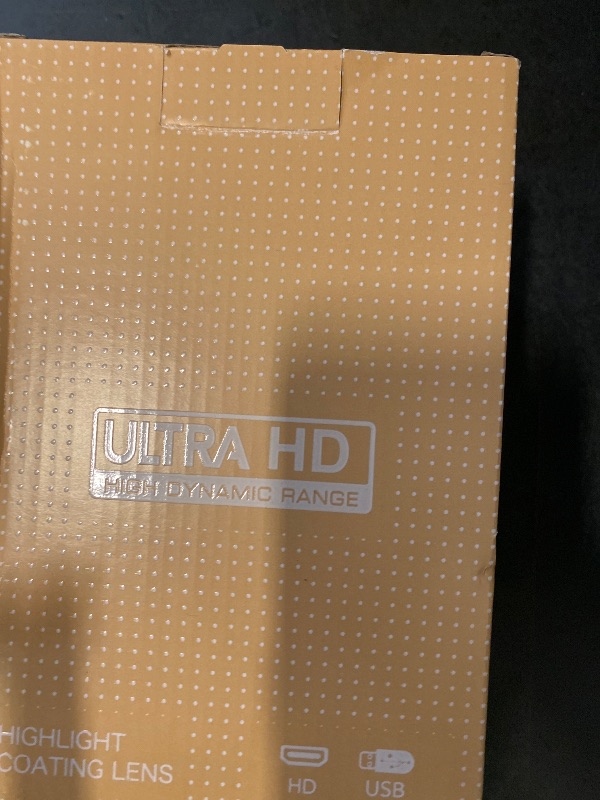 ULTRA HD
HIGH DYNAMIC RANGE
HIGHLIGHT
COATING LENS
HD
USB